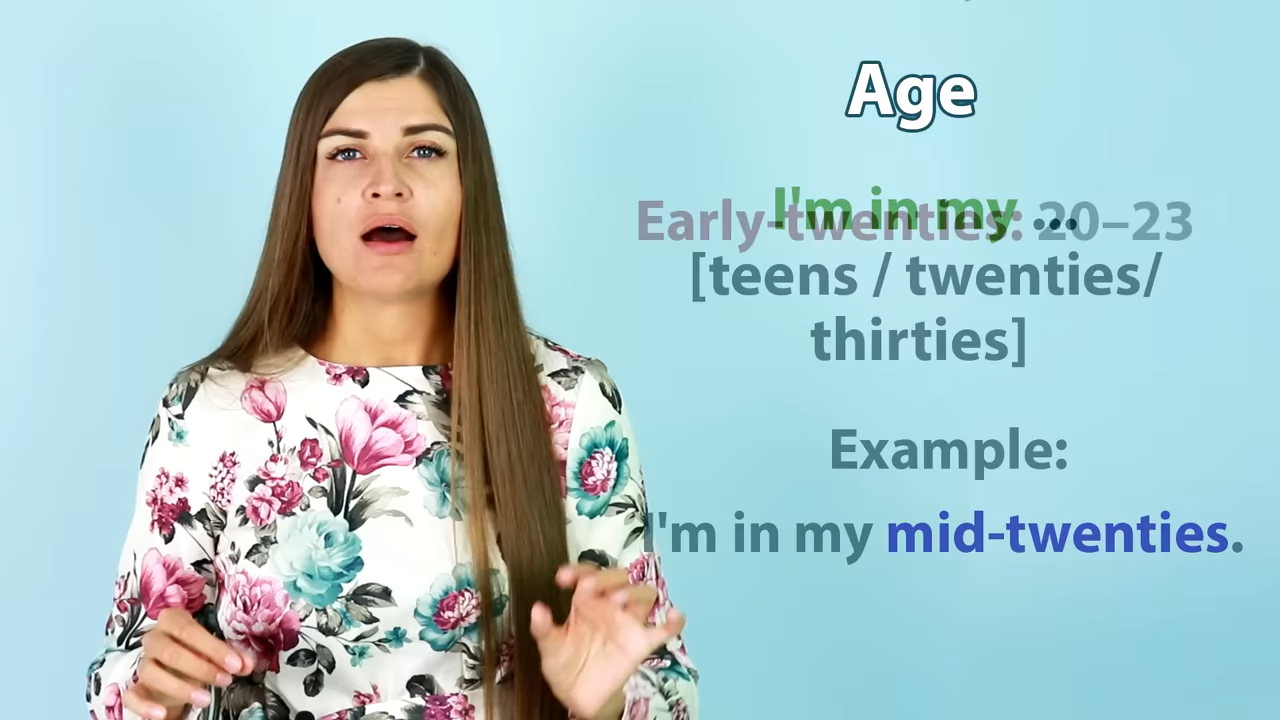 Age
I'm in my ...
Early-twenties: 20–23
[teens / twenties/
thirties]
Example:
I'm in my mid-twenties.